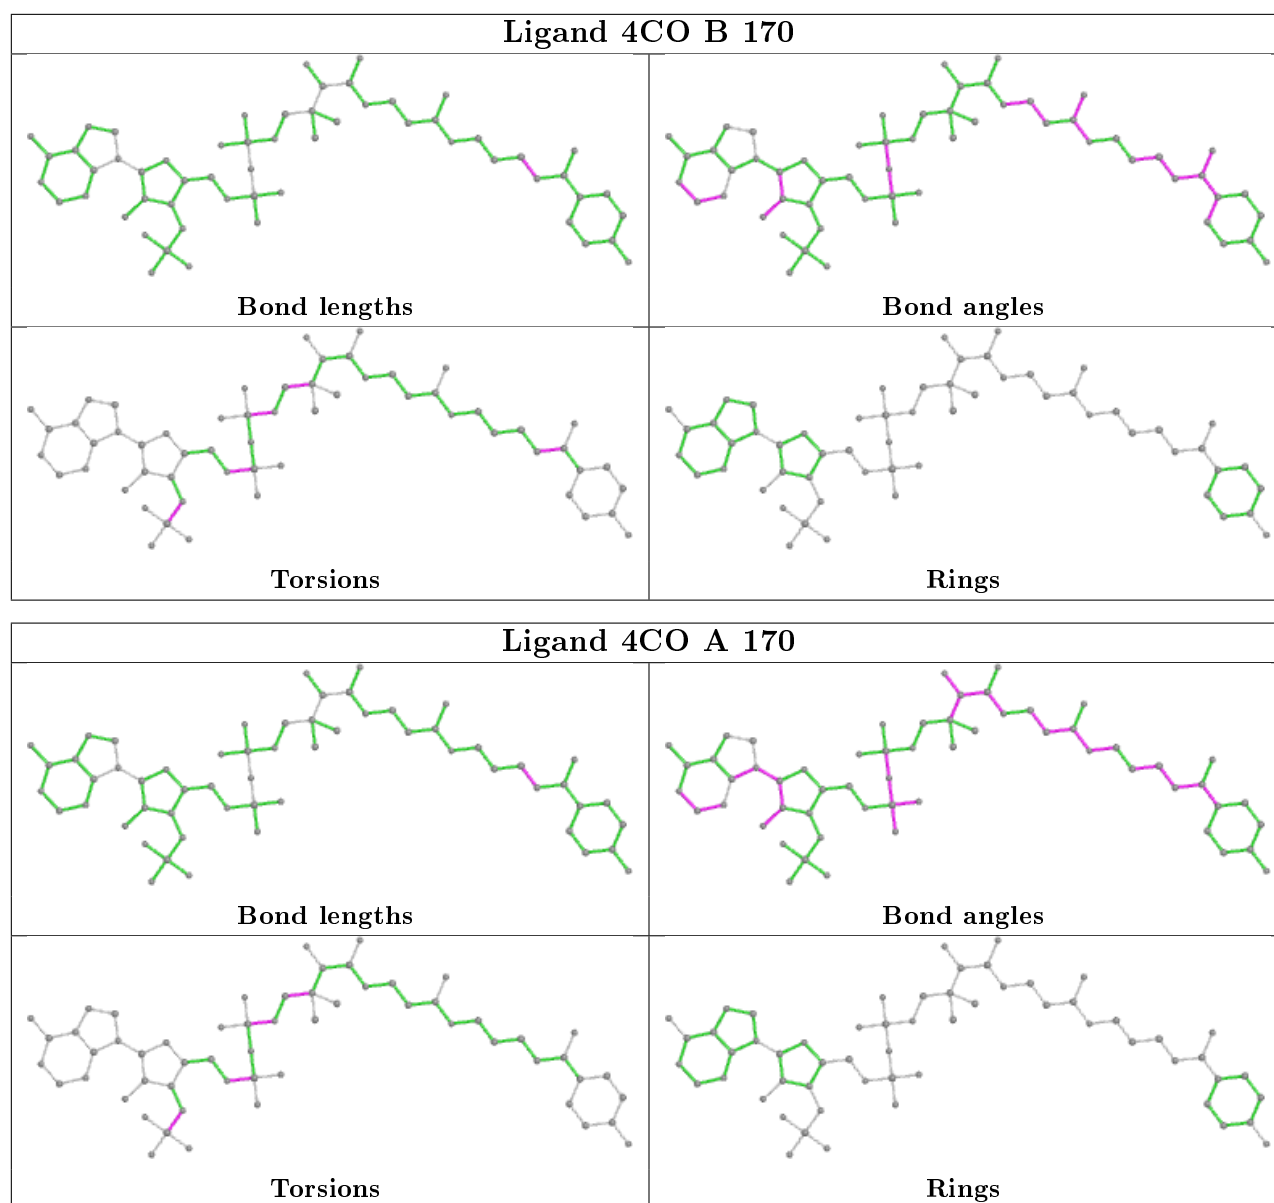 Ligand 4CO B 170
Bond lengths
Bond angles
Torsions
Rings
Ligand 4CO A 170
Bond lengths
Bond angles
Torsions
Rings